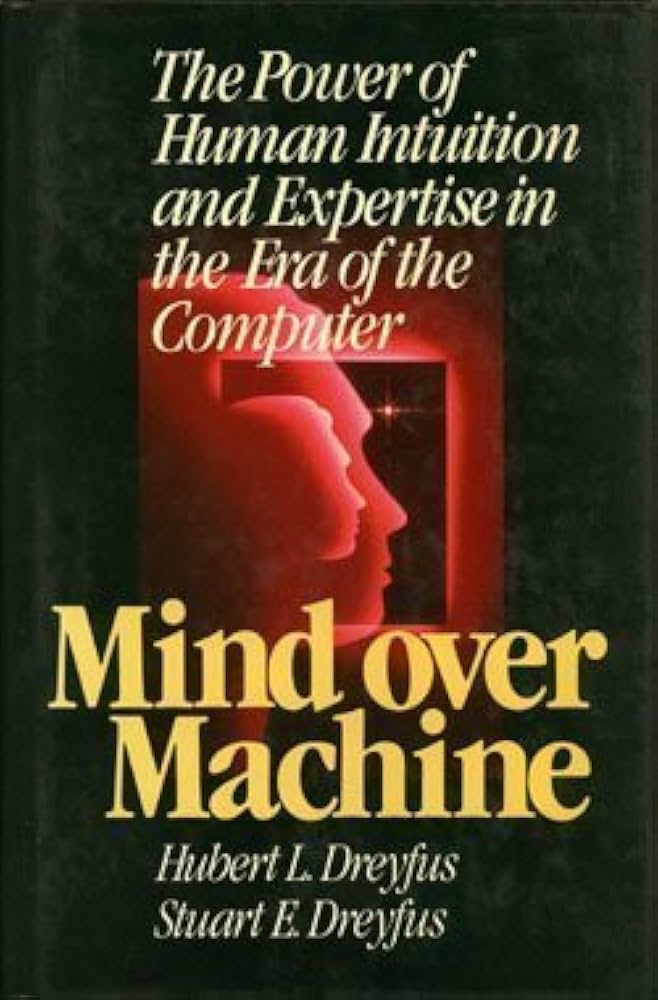 The Power of
Human Intuition
and Expertise in
the Era of the
Computer
Mind over
Machine
Hubert L. Dreyfus
Stuart E. Dreyfus